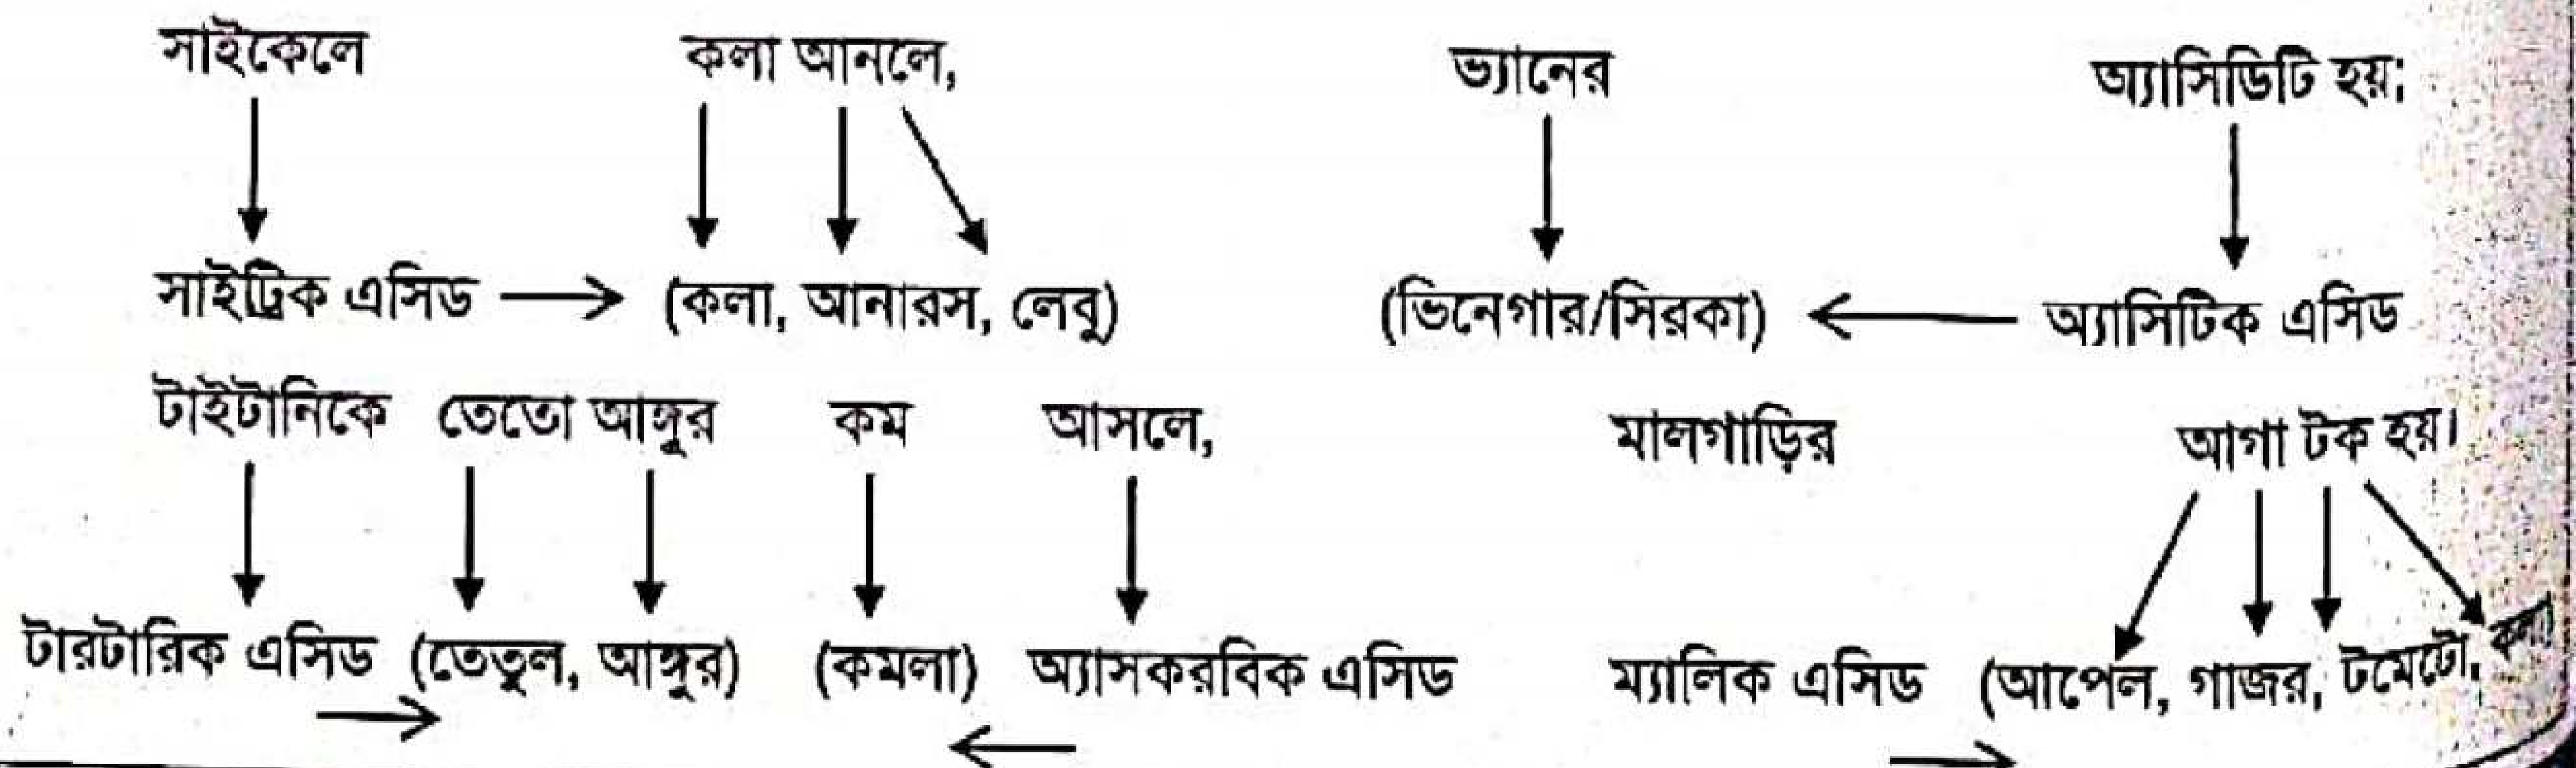 সাইকেলে কলা আনলে, ভ্যানের অ্যাসিডিটি হয়;
সাইট্রিক এসিড (কলা, আনারস, লেবু) (ভিনেগার/সিরকা) অ্যাসিটিক এসিড
টাইটানিকে তেতো আঙ্গুর কম আসলে, মালগাড়ির আগা টক হয়।
টারটারিক এসিড (তেতুল, আঙ্গুর) (কমলা) অ্যাসকরবিক এসিড ম্যালিক এসিড (আপেল, গাজর, টমেটো, কলা)